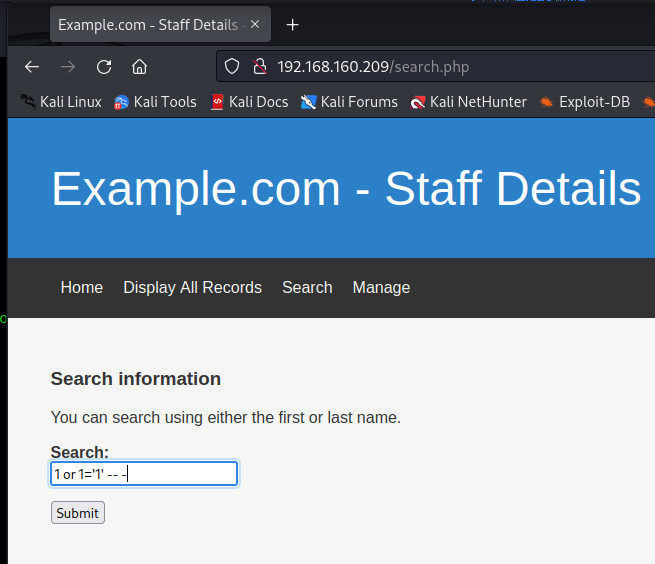 Example.com - Staff Details -
192.168.160.209/search.php
Kali Linux Kali Tools Kali Docs Kali Forums Kali NetHunter Exploit-DB
Example.com - Staff Details
Home Display All Records Search Manage
Search information
You can search using either the first or last name.
Search:
1 or 1='1' -- -
Submit